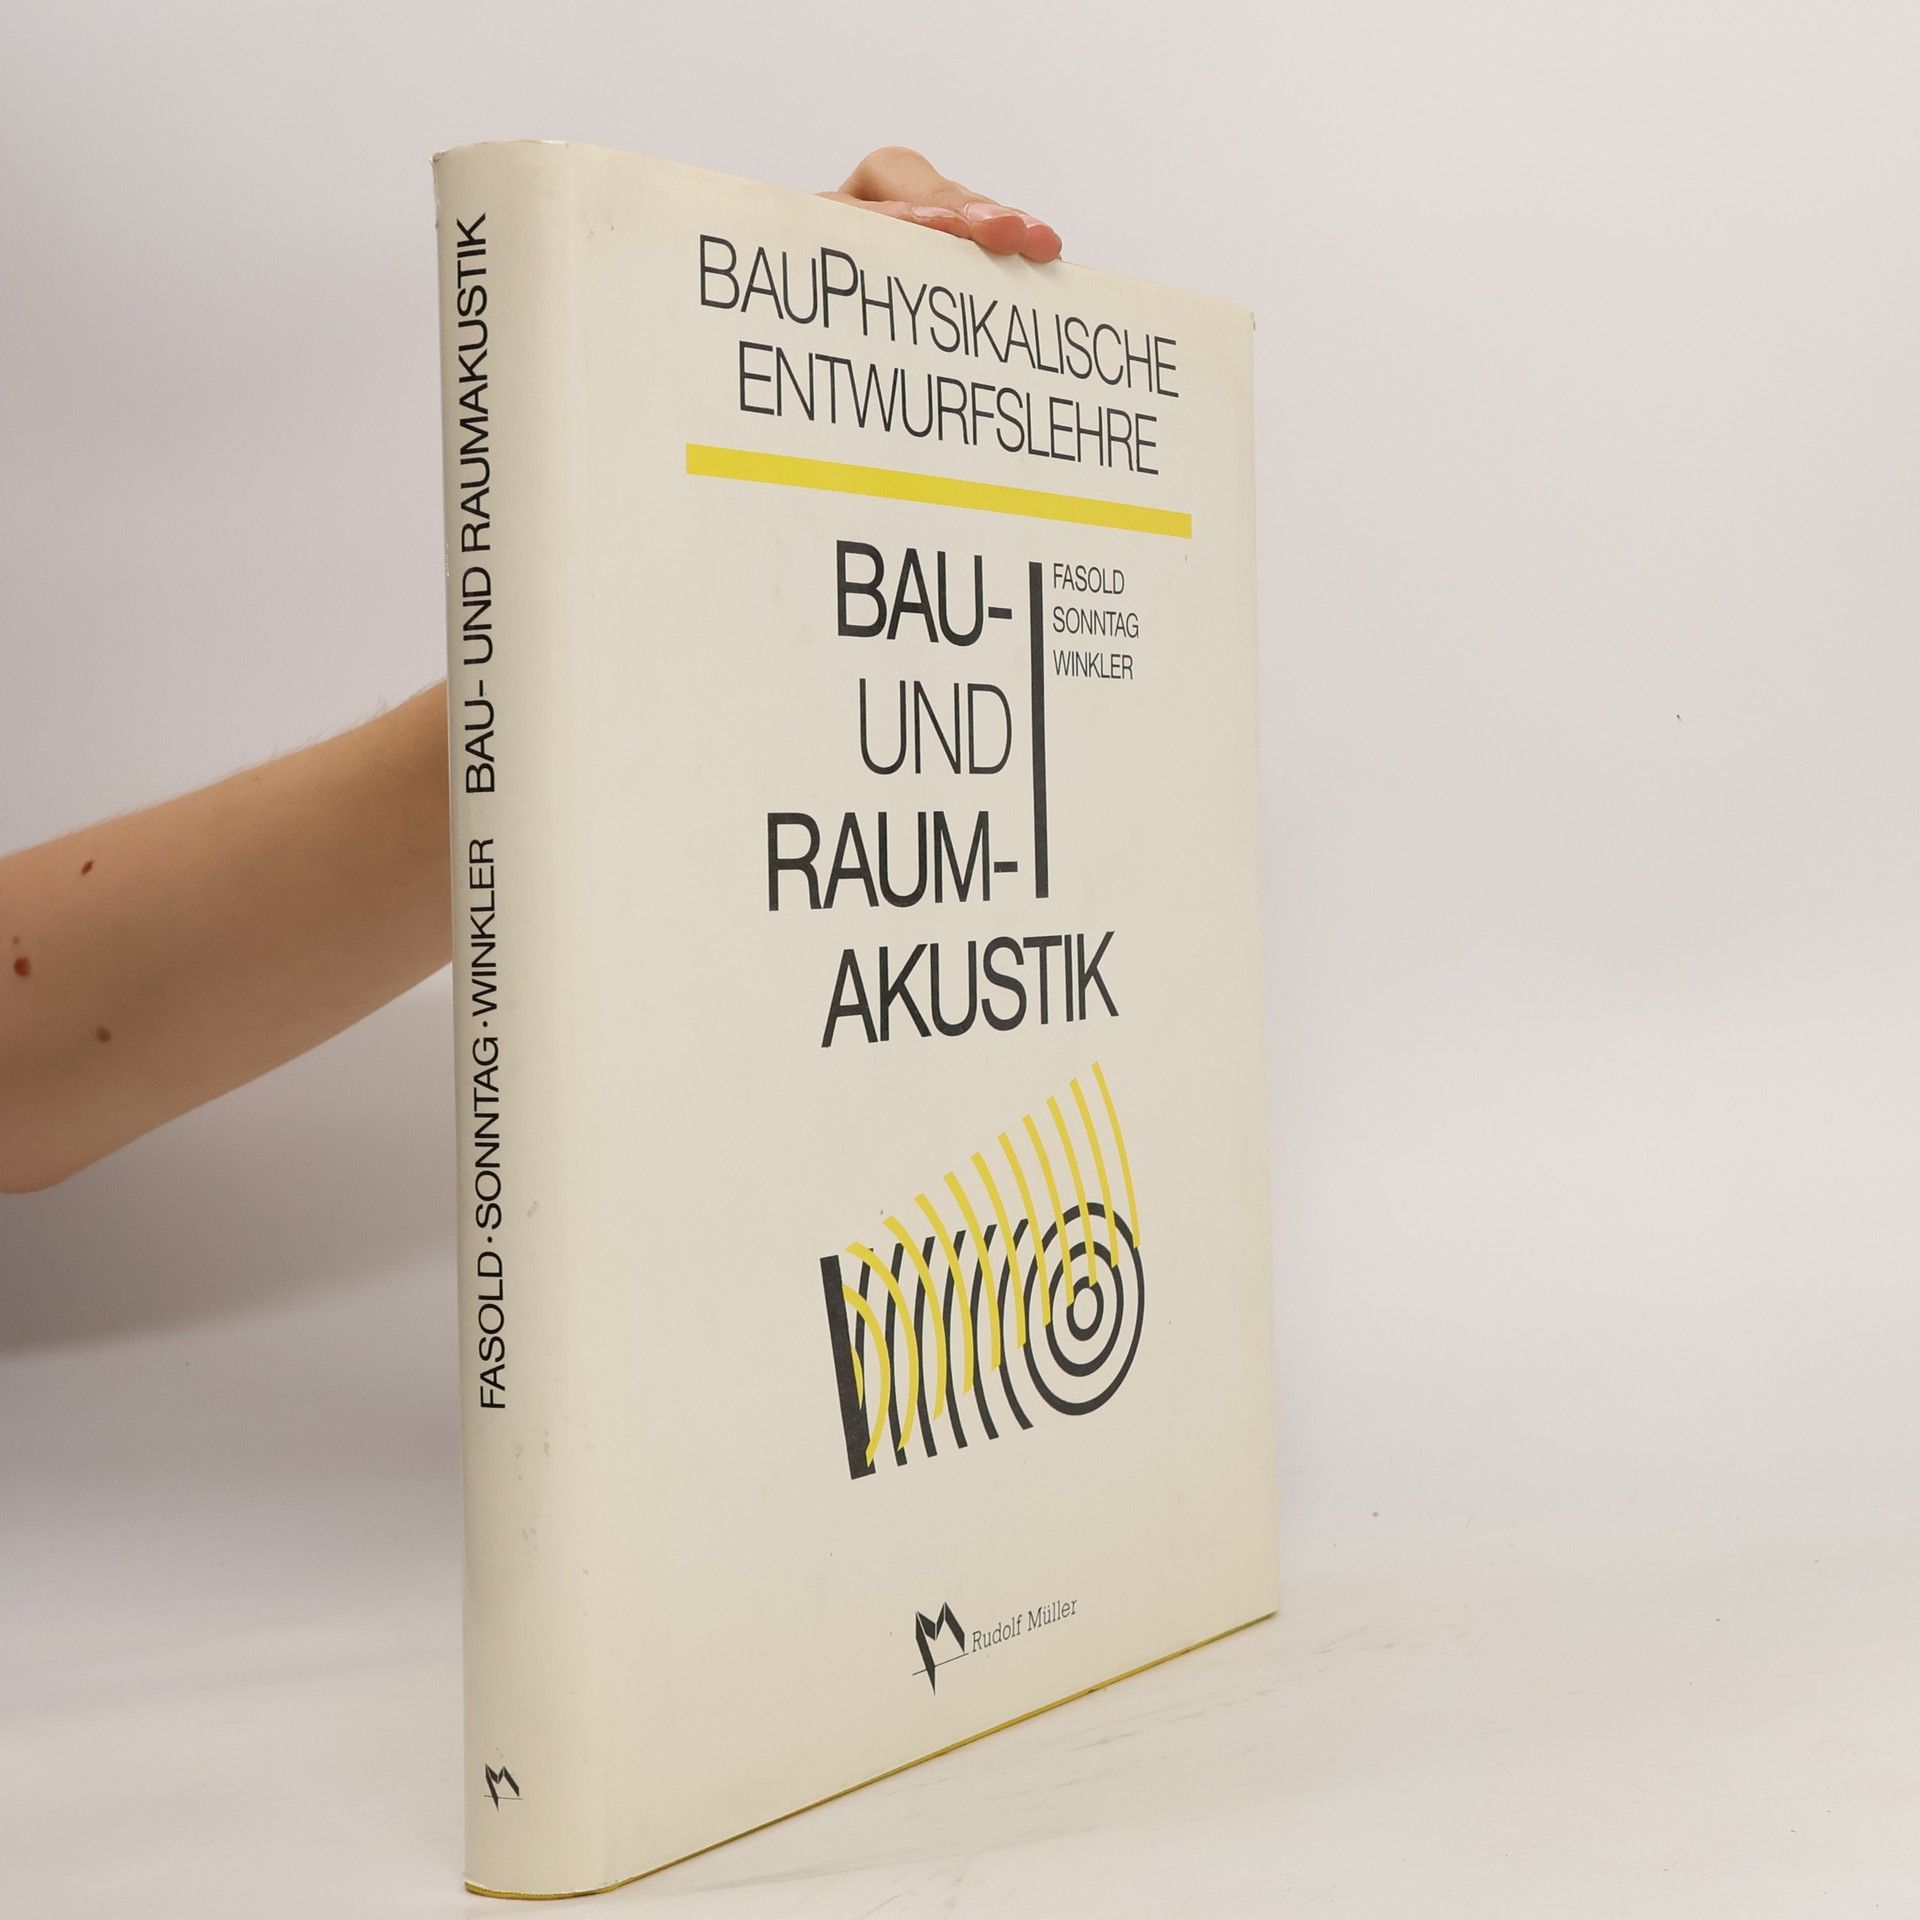 FASOLD·SONNTAG·WINKLER BAU- UND RAUMAKUSTIK
BAUPHYSIKALISCHE
ENTWURFSLEHRE
BAU-
UND
RAUM-
AKUSTIK
FASOLD
SONNTAG
WINKLER
Rudolf Müller